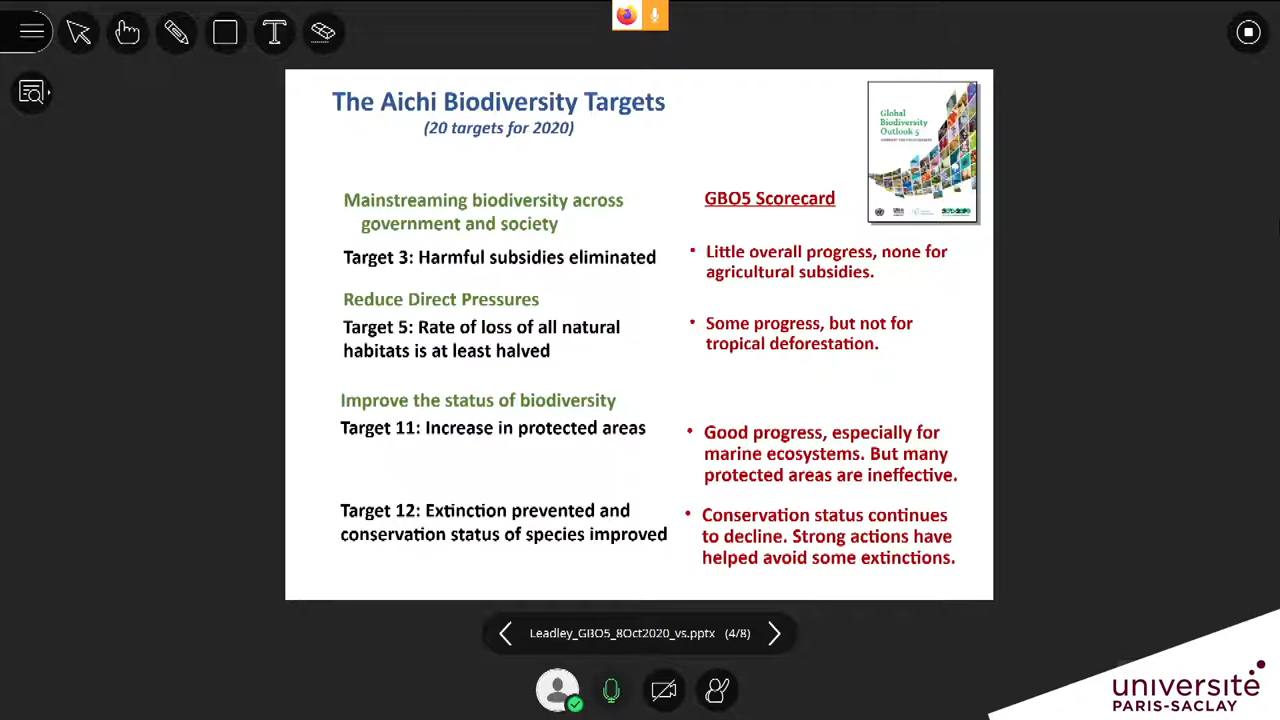 The Aichi Biodiversity Targets
(20 targets for 2020)
Global
Biodiversity
Outlook 5
Mainstreaming biodiversity across
government and society
GBO5 Scorecard
Target 3: Harmful subsidies eliminated
• Little overall progress, none for
agricultural subsidies.
Reduce Direct Pressures
Target 5: Rate of loss of all natural
habitats is at least halved
• Some progress, but not for
tropical deforestation.
Improve the status of biodiversity
Target 11: Increase in protected areas
• Good progress, especially for
marine ecosystems. But many
protected areas are ineffective.
Target 12: Extinction prevented and
conservation status of species improved
• Conservation status continues
to decline. Strong actions have
helped avoid some extinctions.
Leadley_GBO5_8Oct2020_vs.pptx (4/8)
université
PARIS-SACLAY